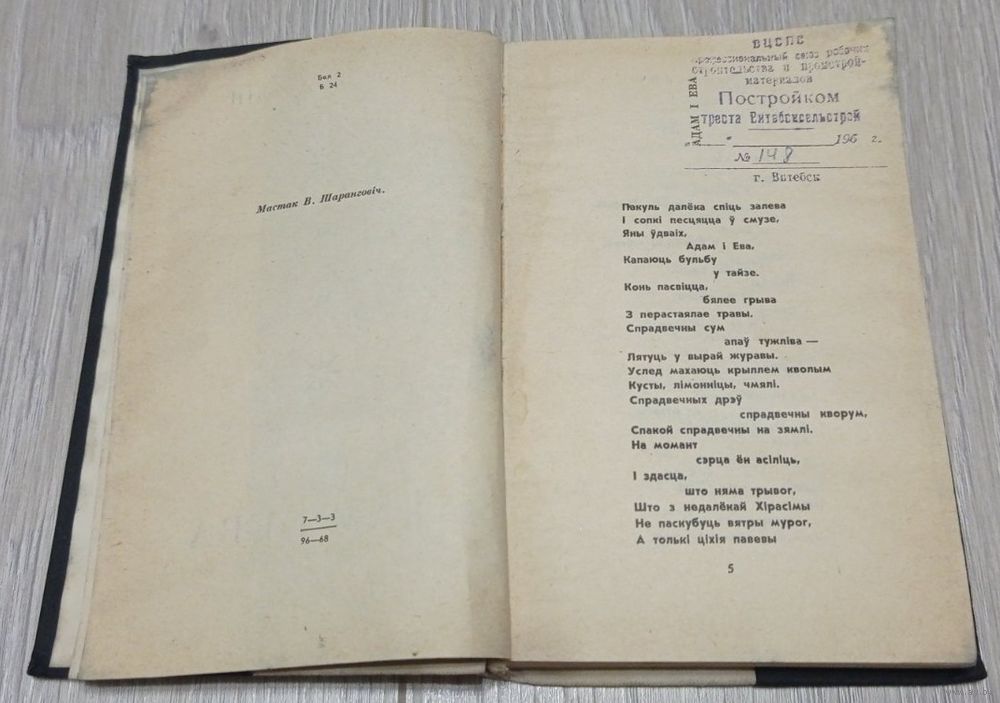 Бел 2
Б 24
Мастак В. Шаранговіч.
7—3—3
96—68
ВЦСПС
профессиональный союз рабочих
строительства и промстрой-
материалов
Постройком
треста Витебсксельстрой
196 г.
№ 148
г. Витебск
АДАМ І ЕВА
Пакуль далёка спіць залева
І сопкі песцяцца ў смузе,
Яны ўдваіх,
Адам і Ева,
Капаюць бульбу
у тайзе.
Конь пасвіцца,
бялее грыва
З перастаялае травы.
Спрадвечны сум
апаў тужліва —
Лятуць у вырай журавы.
Услед махаюць крыллем кволым
Кусты, лімонніцы, чмялі.
Спрадвечных дрэў
спрадвечны кворум,
Спакой спрадвечны на зямлі.
На момант
сэрца ён асіліць,
І здасца,
што няма трывог,
Што з недалёкай Хірасімы
Не паскубуць вятры мурог,
А толькі ціхія павевы
5